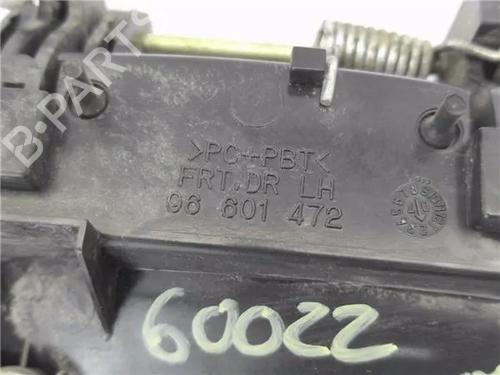 >PC+PBT<
FRT.DR LH
96 601 472
60022
B-PARTS